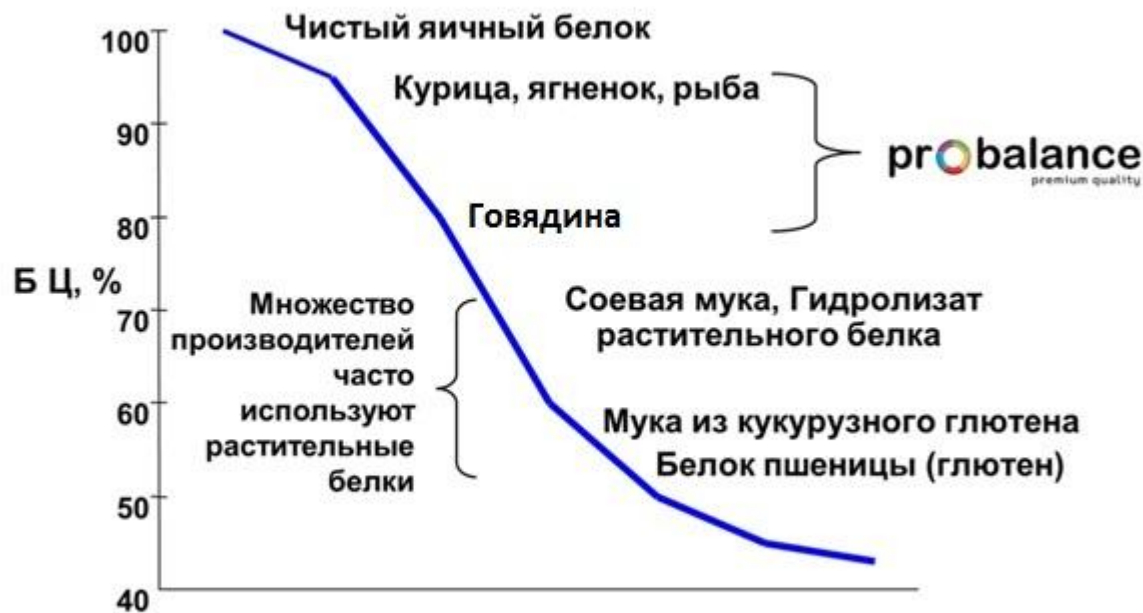 100
Чистый яичный белок
Курица, ягненок, рыба
90
probalance
premium quality
80
Говядина
Б Ц, %
70
Множество
производителей
часто
используют
растительные
белки
Соевая мука, Гидролизат
растительного белка
60
Мука из кукурузного глютена
Белок пшеницы (глютен)
50
40